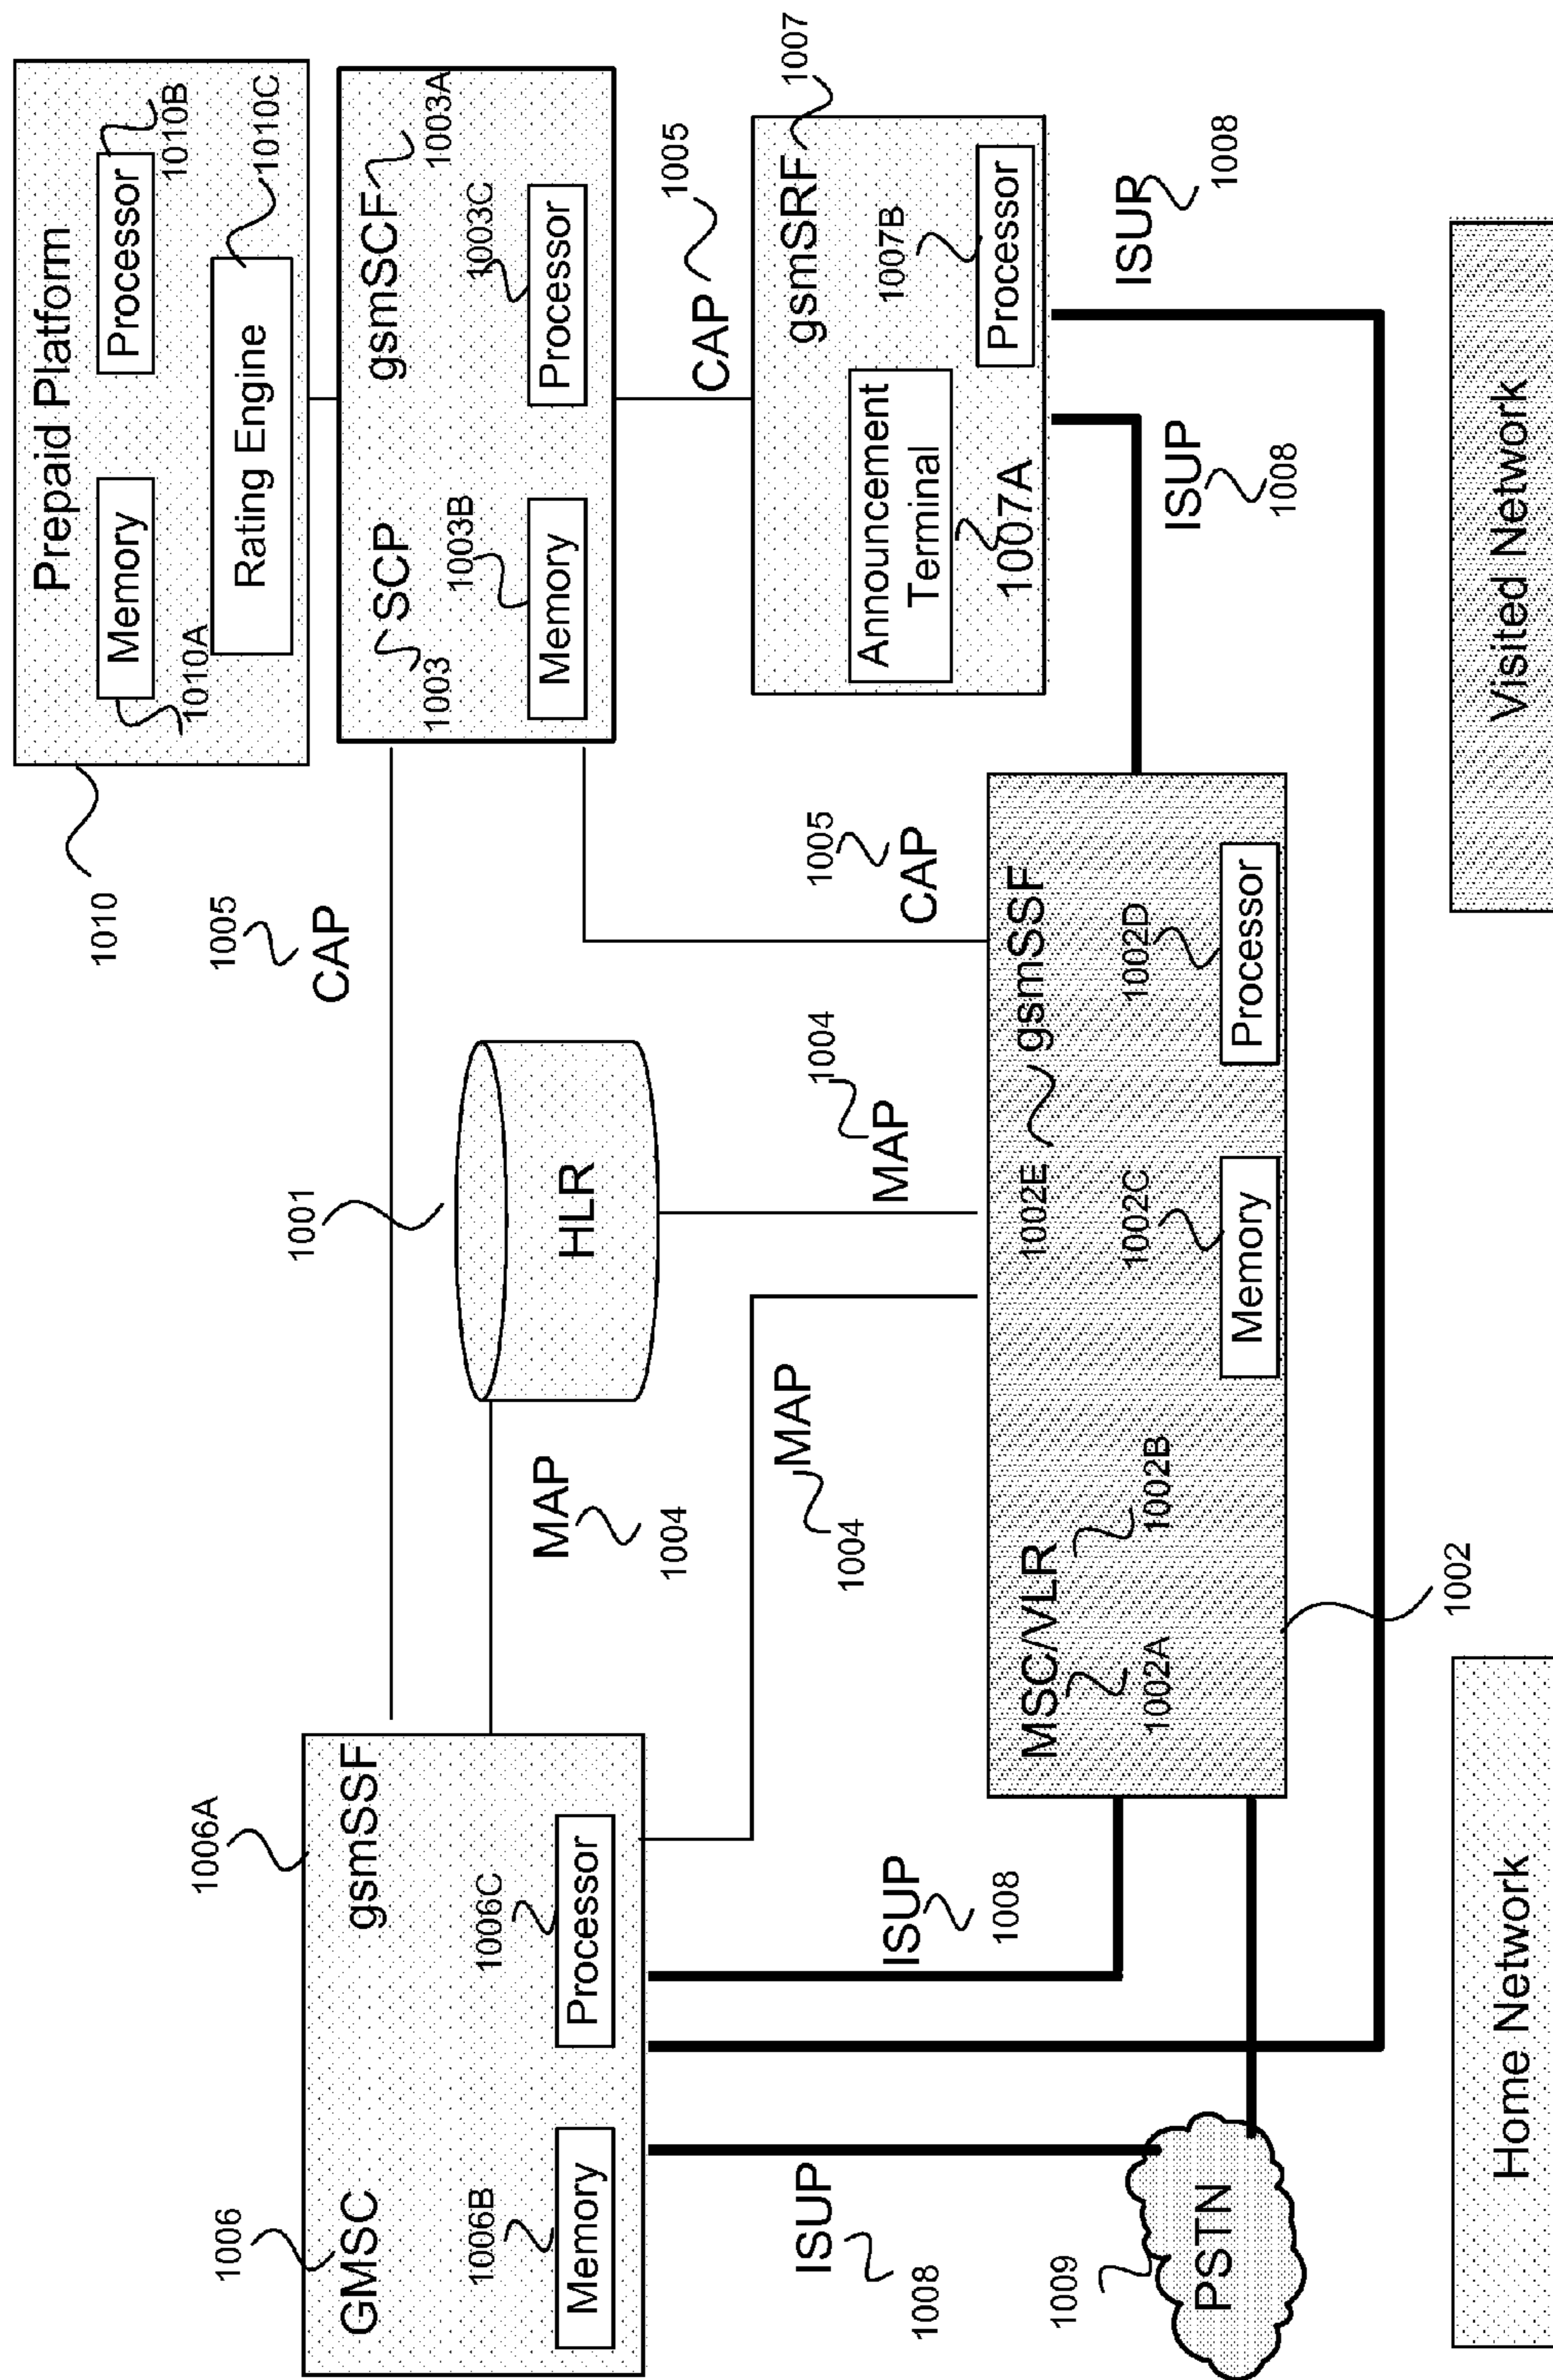 Prepaid Platform
Memory
Processor
1010A
1010B
Rating Engine
1010C
1010
1005
CAP
SCP
gsmSCF
1003
1003A
1003B
1003C
Memory
Processor
1006
1006A
GMSC
gsmSSF
1006B
1006C
Memory
Processor
1001
HLR
MAP
1004
MAP
1004
MAP
1004
CAP
1005
CAP
1005
gsmSRF
1007
Announcement
Terminal
1007B
Processor
1007A
ISUP
1008
ISUP
1008
ISUP
1008
ISUP
1008
MSC/VLR
1002A
1002B
1002E
gsmSSF
1002C
1002D
Memory
Processor
1002
1009
PSTN
Home Network
Visited Network